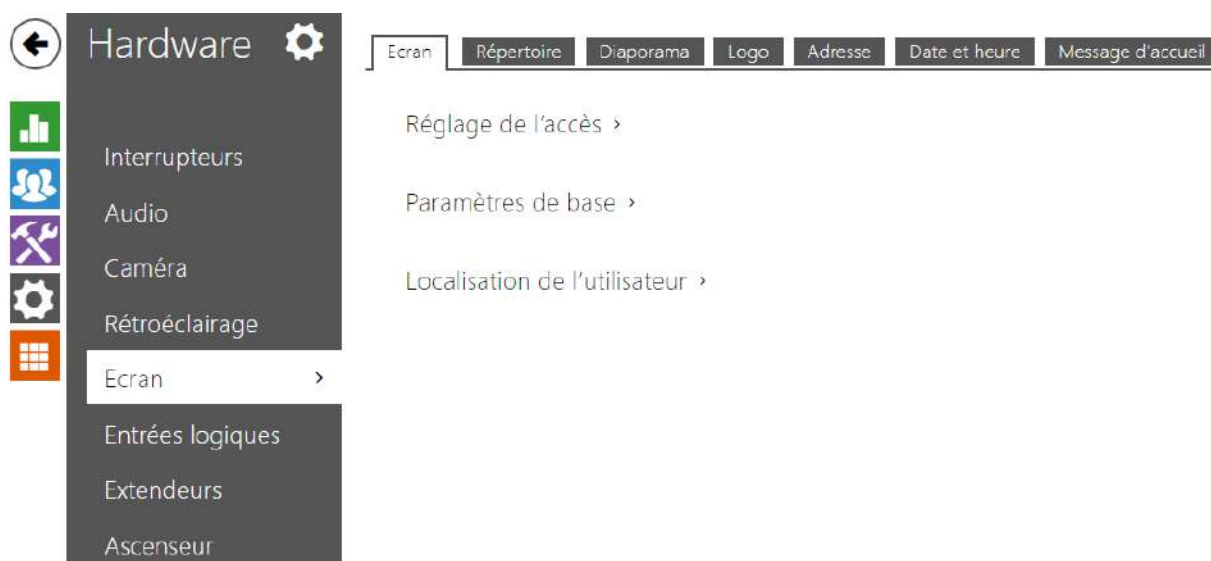 Hardware
Interrupteurs
Audio
Caméra
Rétroéclairage
Ecran
Entrées logiques
Extendeurs
Ascenseur
Ecran Répertoire Diaporama Logo Adresse Date et heure Message d'accueil
Réglage de l'accès
Paramètres de base
Localisation de l'utilisateur